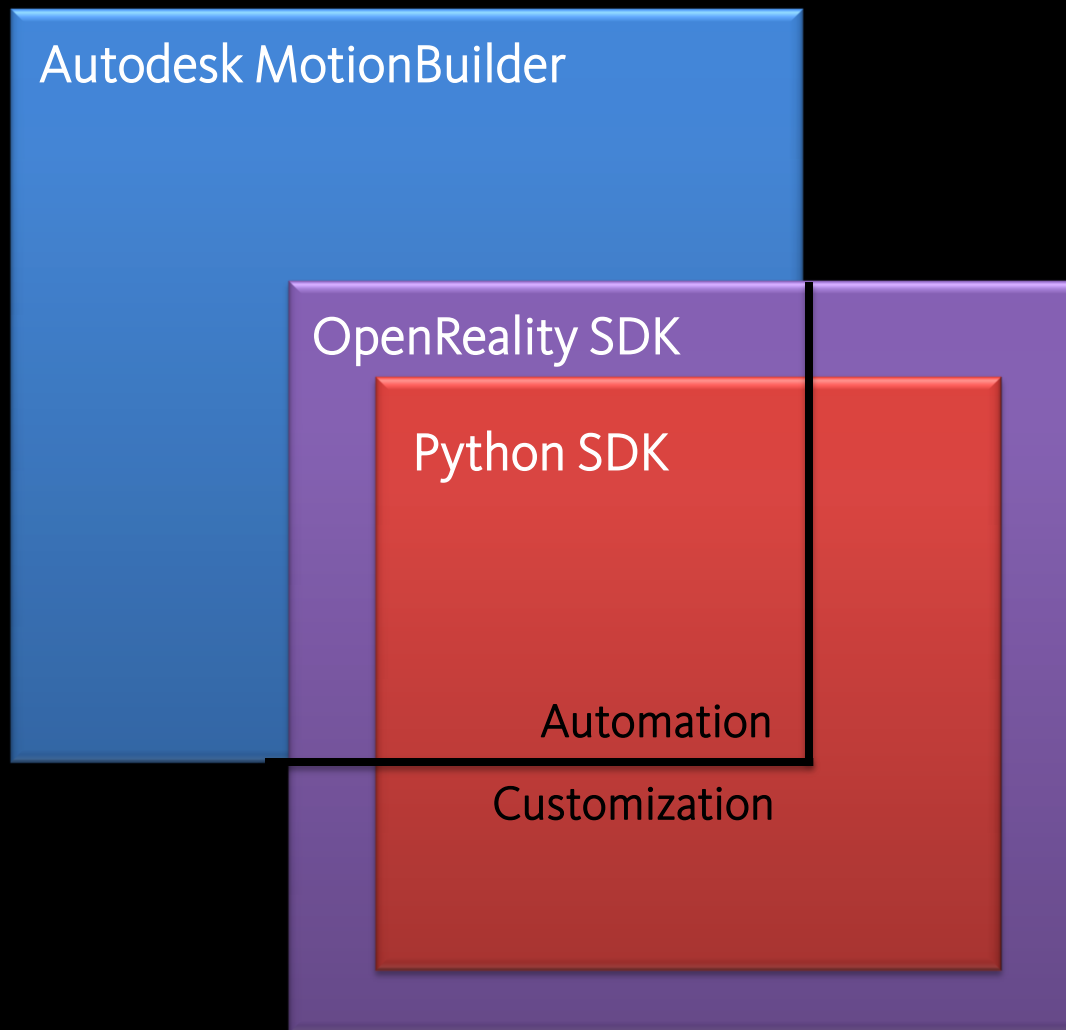 Autodesk MotionBuilder
OpenReality SDK
Python SDK
Automation
Customization